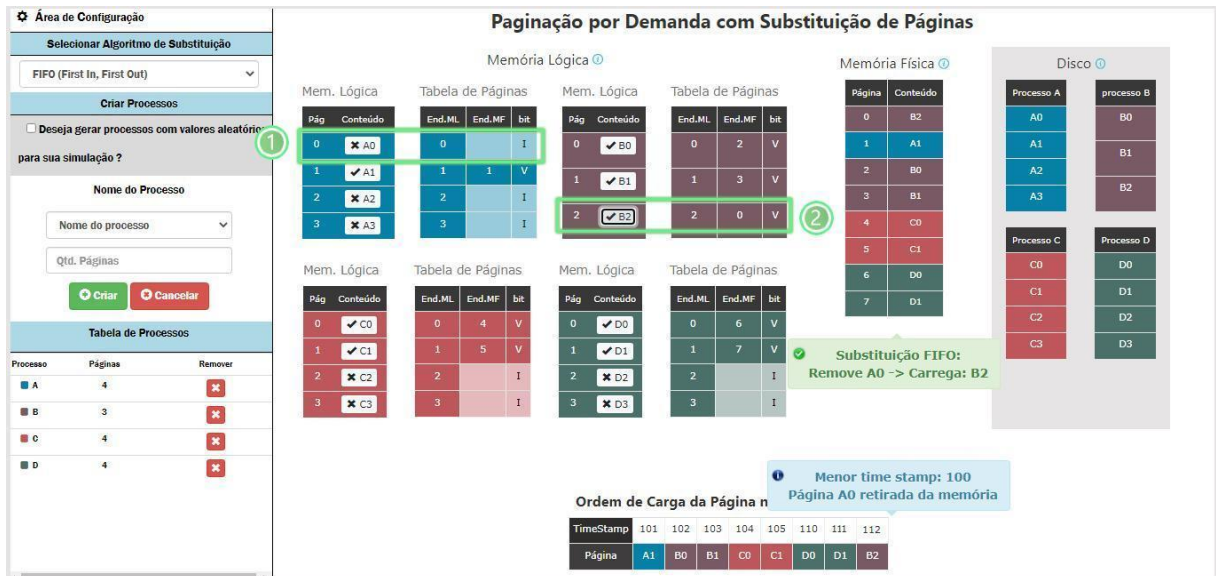 Área de Configuração
Selecionar Algoritmo de Substituição
FIFO (First In, First Out)
Criar Processos
Deseja gerar processos com valores aleatório
para sua simulação ?
Nome do Processo
Nome do processo
Qtd. Páginas
Criar Cancelar
Tabela de Processos
Processo Páginas Remover
A 4
B 3
C 4
D 4
Paginação por Demanda com Substituição de Páginas
Memória Lógica
Mem. Lógica Tabela de Páginas Mem. Lógica Tabela de Páginas
Pág Conteúdo End.ML End.MF bit Pág Conteúdo End.ML End.MF bit
1
0 A0 0 I 0 B0 0 2 V
1 A1 1 1 V 1 B1 1 3 V
2 A2 2 I 2 B2 2 0 V
2
3 A3 3 I
Mem. Lógica Tabela de Páginas Mem. Lógica Tabela de Páginas
Pág Conteúdo End.ML End.MF bit Pág Conteúdo End.ML End.MF bit
0 C0 0 4 V 0 D0 0 6 V
1 C1 1 5 V 1 D1 1 7 V
2 C2 2 I 2 D2 2 I
3 C3 3 I 3 D3 3 I
Memória Física
Página Conteúdo
0 B2
1 A1
2 B0
3 B1
4 C0
5 C1
6 D0
7 D1
Substituição FIFO:
Remove A0 -> Carrega: B2
Disco
Processo A processo B
A0 B0
A1 B1
A2 B2
A3
Processo C Processo D
C0 D0
C1 D1
C2 D2
C3 D3
Menor time stamp: 100
Página A0 retirada da memória
Ordem de Carga da Página n
TimeStamp 101 102 103 104 105 110 111 112
Página A1 B0 B1 C0 C1 D0 D1 B2